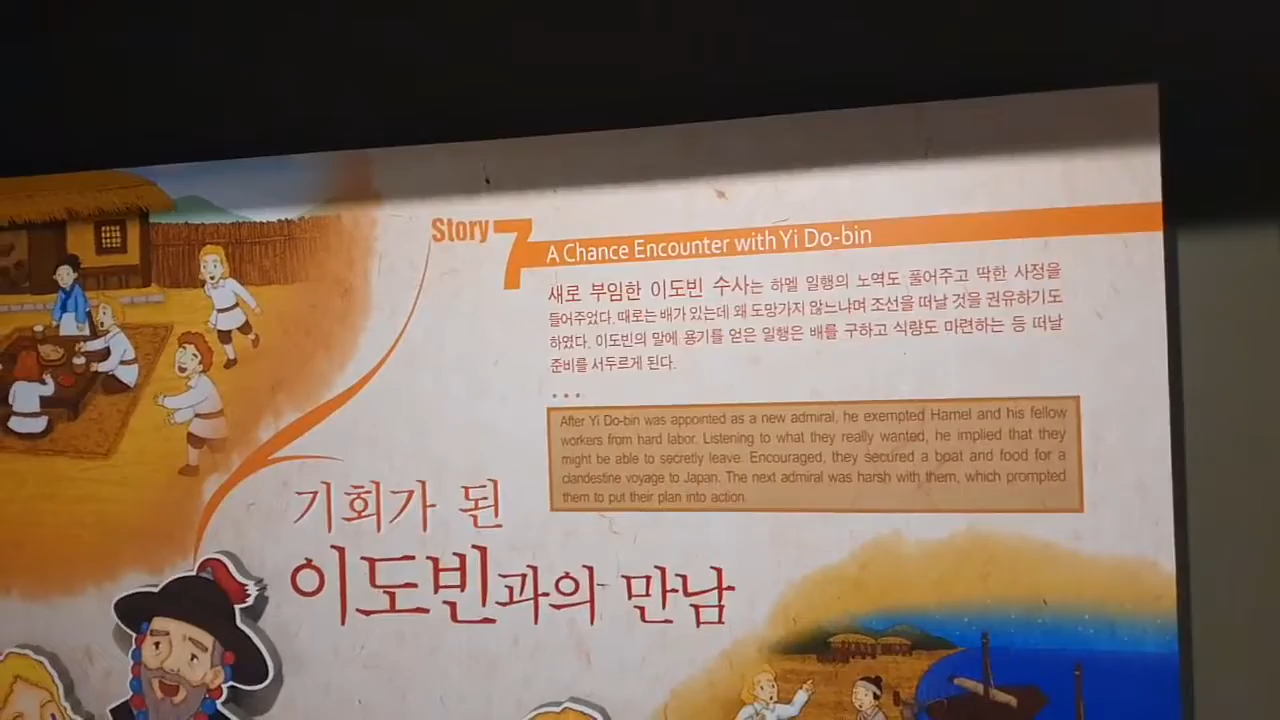 Story 7
A Chance Encounter with Yi Do-bin
새로 부임한 이도빈 수사는 하멜 일행의 노역도 풀어주고 딱한 사정을
들어주었다. 때로는 배가 있는데 왜 도망가지 않느냐며 조선을 떠날 것을 권유하기도
하였다. 이도빈의 말에 용기를 얻은 일행은 배를 구하고 식량도 마련하는 등 떠날
준비를 서두르게 된다.
After Yi Do-bin was appointed as a new admiral, he exempted Hamel and his fellow
workers from hard labor. Listening to what they really wanted, he implied that they
might be able to secretly leave. Encouraged, they secured a boat and food for a
clandestine voyage to Japan. The next admiral was harsh with them, which prompted
them to put their plan into action.
기회가 된
이도빈과의 만남